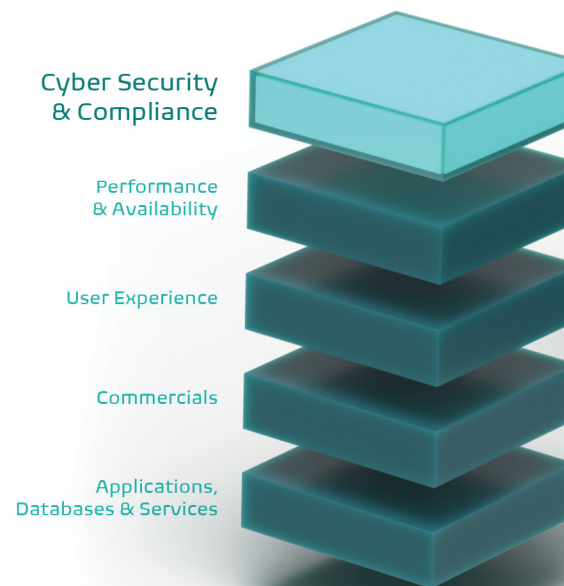 Cyber Security
& Compliance
Performance
& Availability
User Experience
Commercials
Applications,
Databases & Services